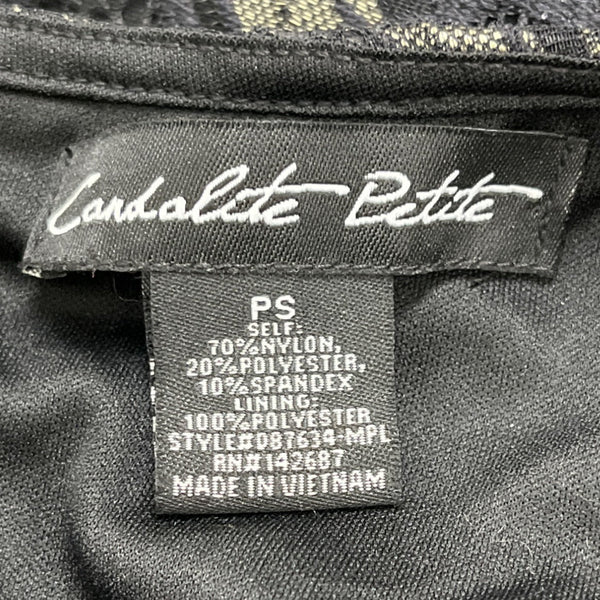 Candalite Petite
PS
SELF:
70%NYLON,
20%POLYESTER,
10%SPANDEX
LINING:
100%POLYESTER
STYLE#D87634-MPL
RN#142687
MADE IN VIETNAM